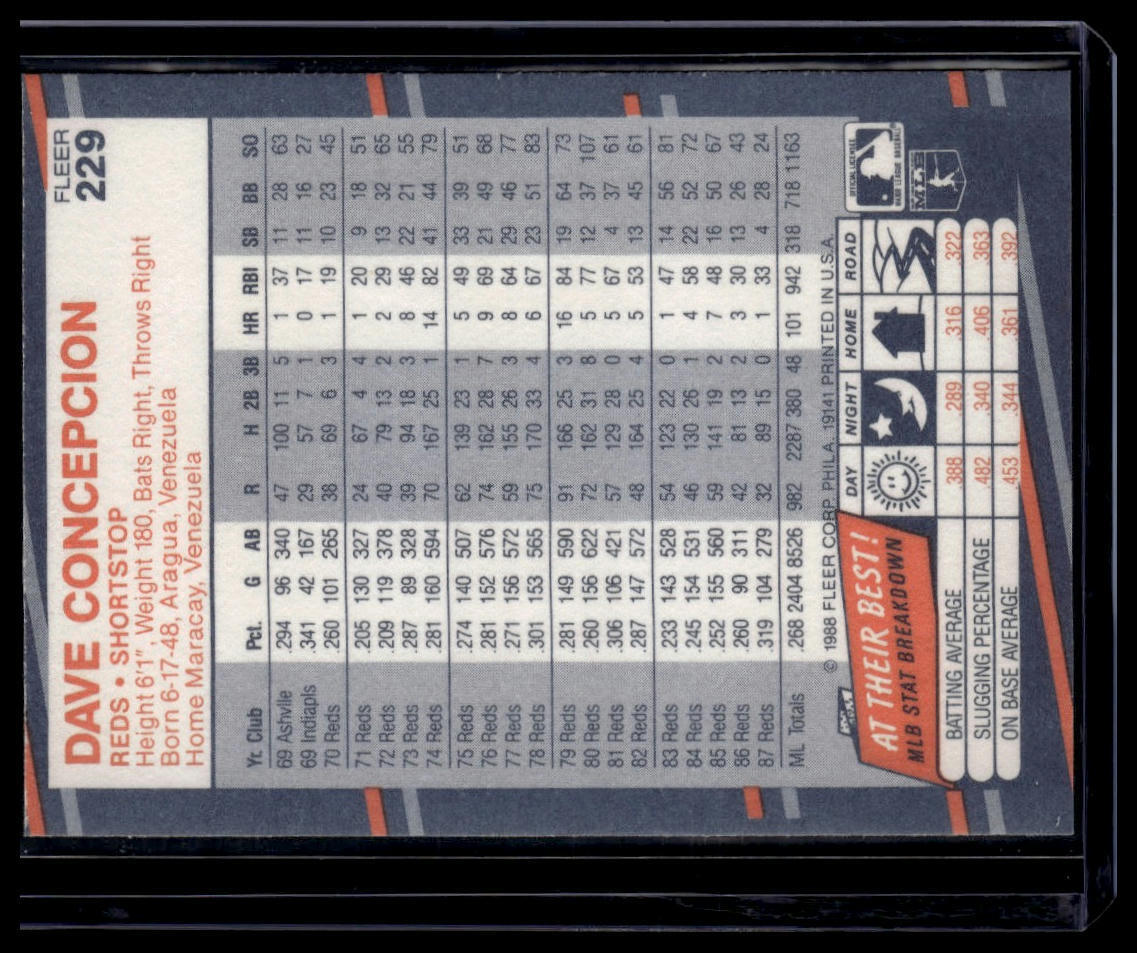 FLEER
229
DAVE CONCEPCION
REDS • SHORTSTOP
Height 6'1", Weight 180, Bats Right, Throws Right
Born 6-17-48, Aragua, Venezuela
Home Maracay, Venezuela
Yr. Club Pct. G AB R H 2B 3B HR RBI SB BB SO
69 Ashvlle .294 96 340 47 100 11 5 1 37 11 28 63
69 Indiapls .341 42 167 29 57 7 1 0 17 11 16 27
70 Reds .260 101 265 38 69 6 3 1 19 10 23 45
71 Reds .205 130 327 24 67 4 4 1 20 9 18 51
72 Reds .209 119 378 40 79 13 2 2 29 13 32 65
73 Reds .287 89 328 39 94 18 3 8 46 22 21 55
74 Reds .281 160 594 70 167 25 1 14 82 41 44 79
75 Reds .274 140 507 62 139 23 1 5 49 33 39 51
76 Reds .281 152 576 74 162 28 7 9 69 21 49 68
77 Reds .271 156 572 59 155 26 3 8 64 29 46 77
78 Reds .301 153 565 75 170 33 4 6 67 23 51 83
79 Reds .281 149 590 91 166 25 3 16 84 19 64 73
80 Reds .260 156 622 72 162 31 8 5 77 12 37 107
81 Reds .306 106 421 57 129 28 0 5 67 4 37 61
82 Reds .287 147 572 48 164 25 4 5 53 13 45 61
83 Reds .233 143 528 54 123 22 0 1 47 14 56 81
84 Reds .245 154 531 46 130 26 1 4 58 22 52 72
85 Reds .252 155 560 59 141 19 2 7 48 16 50 67
86 Reds .260 90 311 42 81 13 2 3 30 13 26 43
87 Reds .319 104 279 32 89 15 0 1 33 4 28 24
ML Totals .268 2404 8526 982 2287 380 48 101 942 318 718 1163
© 1988 FLEER CORP. PHILA. 19141 PRINTED IN U.S.A.
AT THEIR BEST!
MLB STAT BREAKDOWN
DAY NIGHT HOME ROAD
BATTING AVERAGE .388 .289 .316 .322
SLUGGING PERCENTAGE .482 .340 .406 .363
ON BASE AVERAGE .453 .344 .361 .392
OFFICIAL LICENSEE
MAJOR LEAGUE BASEBALL
MLB